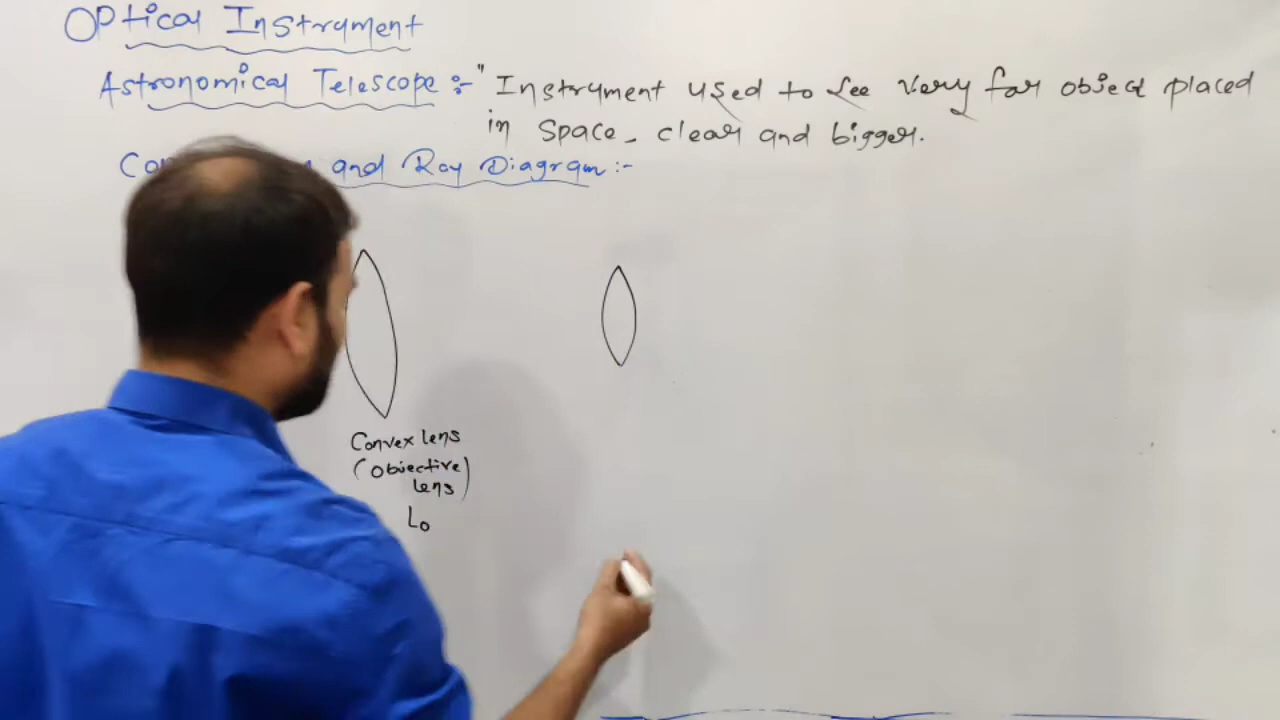 Optical Instrument
Astronomical Telescope :- "Instrument used to see very far object placed
in space - clear and bigger.
and Ray Diagram :-
Convex lens
(Objective
lens)
Lo